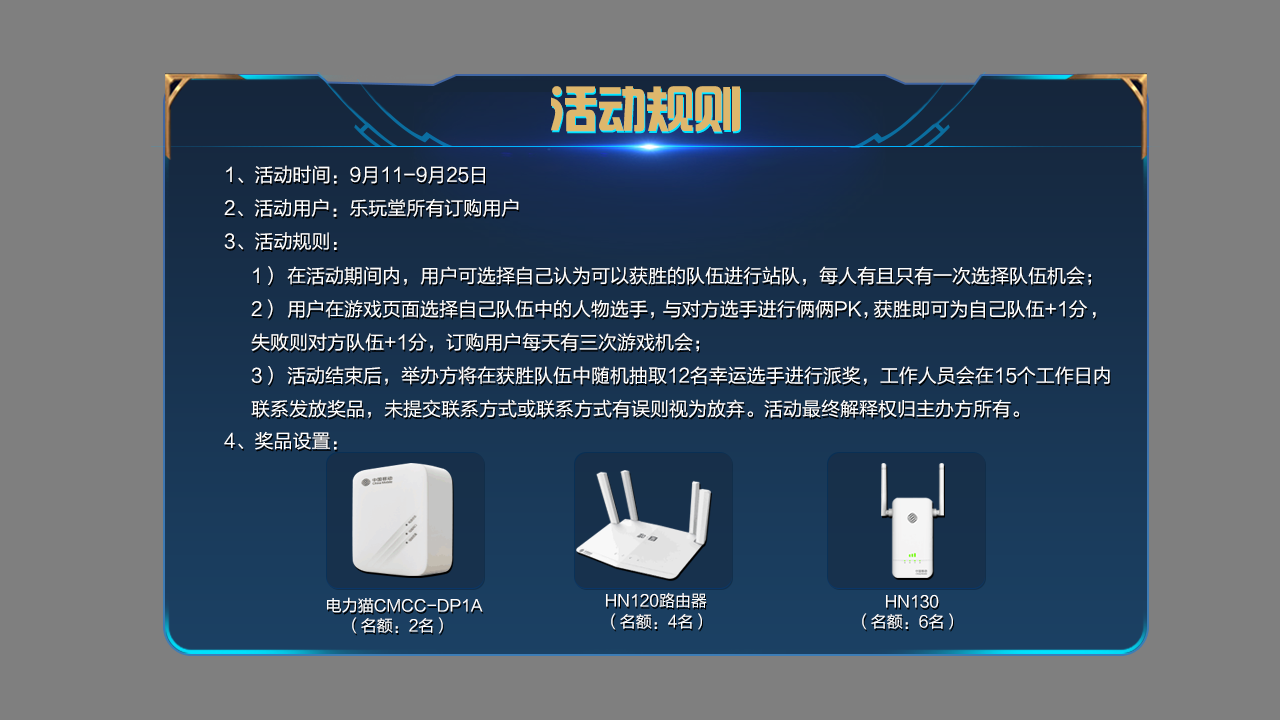 活动规则
1、活动时间：9月11-9月25日
2、活动用户：乐玩堂所有订购用户
3、活动规则：
1）在活动期间内，用户可选择自己认为可以获胜的队伍进行站队，每人有且只有一次选择队伍机会；
2）用户在游戏页面选择自己队伍中的人物选手，与对方选手进行俩俩PK，获胜即可为自己队伍+1分，
失败则对方队伍+1分，订购用户每天有三次游戏机会；
3）活动结束后，举办方将在获胜队伍中随机抽取12名幸运选手进行派奖，工作人员会在15个工作日内
联系发放奖品，未提交联系方式或联系方式有误则视为放弃。活动最终解释权归主办方所有。
4、奖品设置：
中国移动
China Mobile
电力猫CMCC-DP1A
（名额：2名）
HN120路由器
（名额：4名）
HN130
（名额：6名）